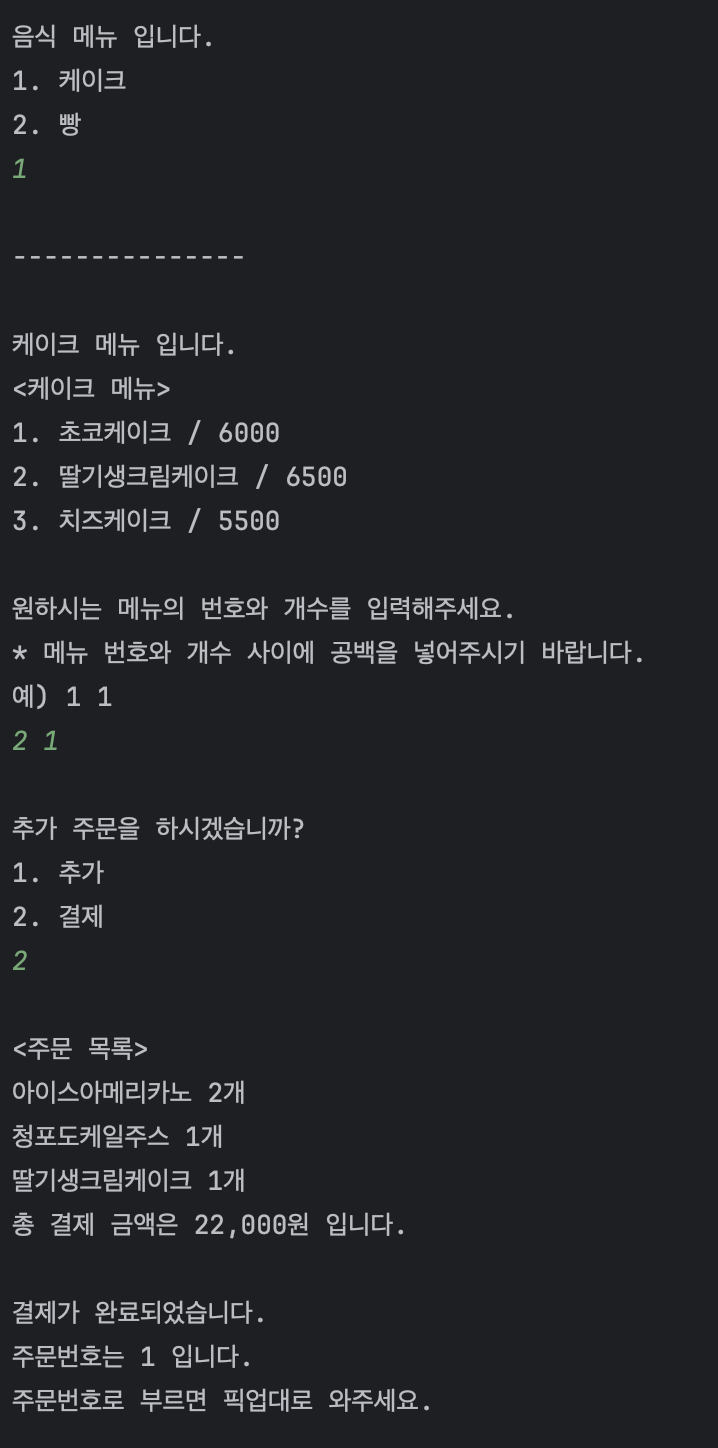 음식 메뉴 입니다.
1. 케이크
2. 빵
1
---------------
케이크 메뉴 입니다.
<케이크 메뉴>
1. 초코케이크 / 6000
2. 딸기생크림케이크 / 6500
3. 치즈케이크 / 5500
원하시는 메뉴의 번호와 개수를 입력해주세요.
* 메뉴 번호와 개수 사이에 공백을 넣어주시기 바랍니다.
예) 1 1
2 1
추가 주문을 하시겠습니까?
1. 추가
2. 결제
2
<주문 목록>
아이스아메리카노 2개
청포도케일주스 1개
딸기생크림케이크 1개
총 결제 금액은 22,000원 입니다.
결제가 완료되었습니다.
주문번호는 1 입니다.
주문번호로 부르면 픽업대로 와주세요.